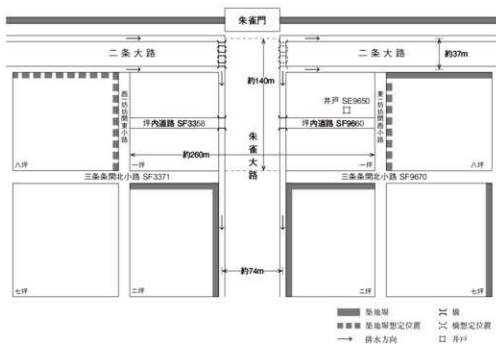 朱雀門
二条大路
二条大路
約37m
約140m
西一坊坊間東小路
東一坊坊間西小路
井戸 SE9650
坪内道路 SF3358
坪内道路 SF9660
朱雀大路
約260m
八坪
一坪
一坪
八坪
三条条間北小路 SF3371
三条条間北小路 SF9670
約74m
七坪
二坪
二坪
七坪
築地塀
橋
築地塀想定位置
橋想定位置
排水方向
井戸